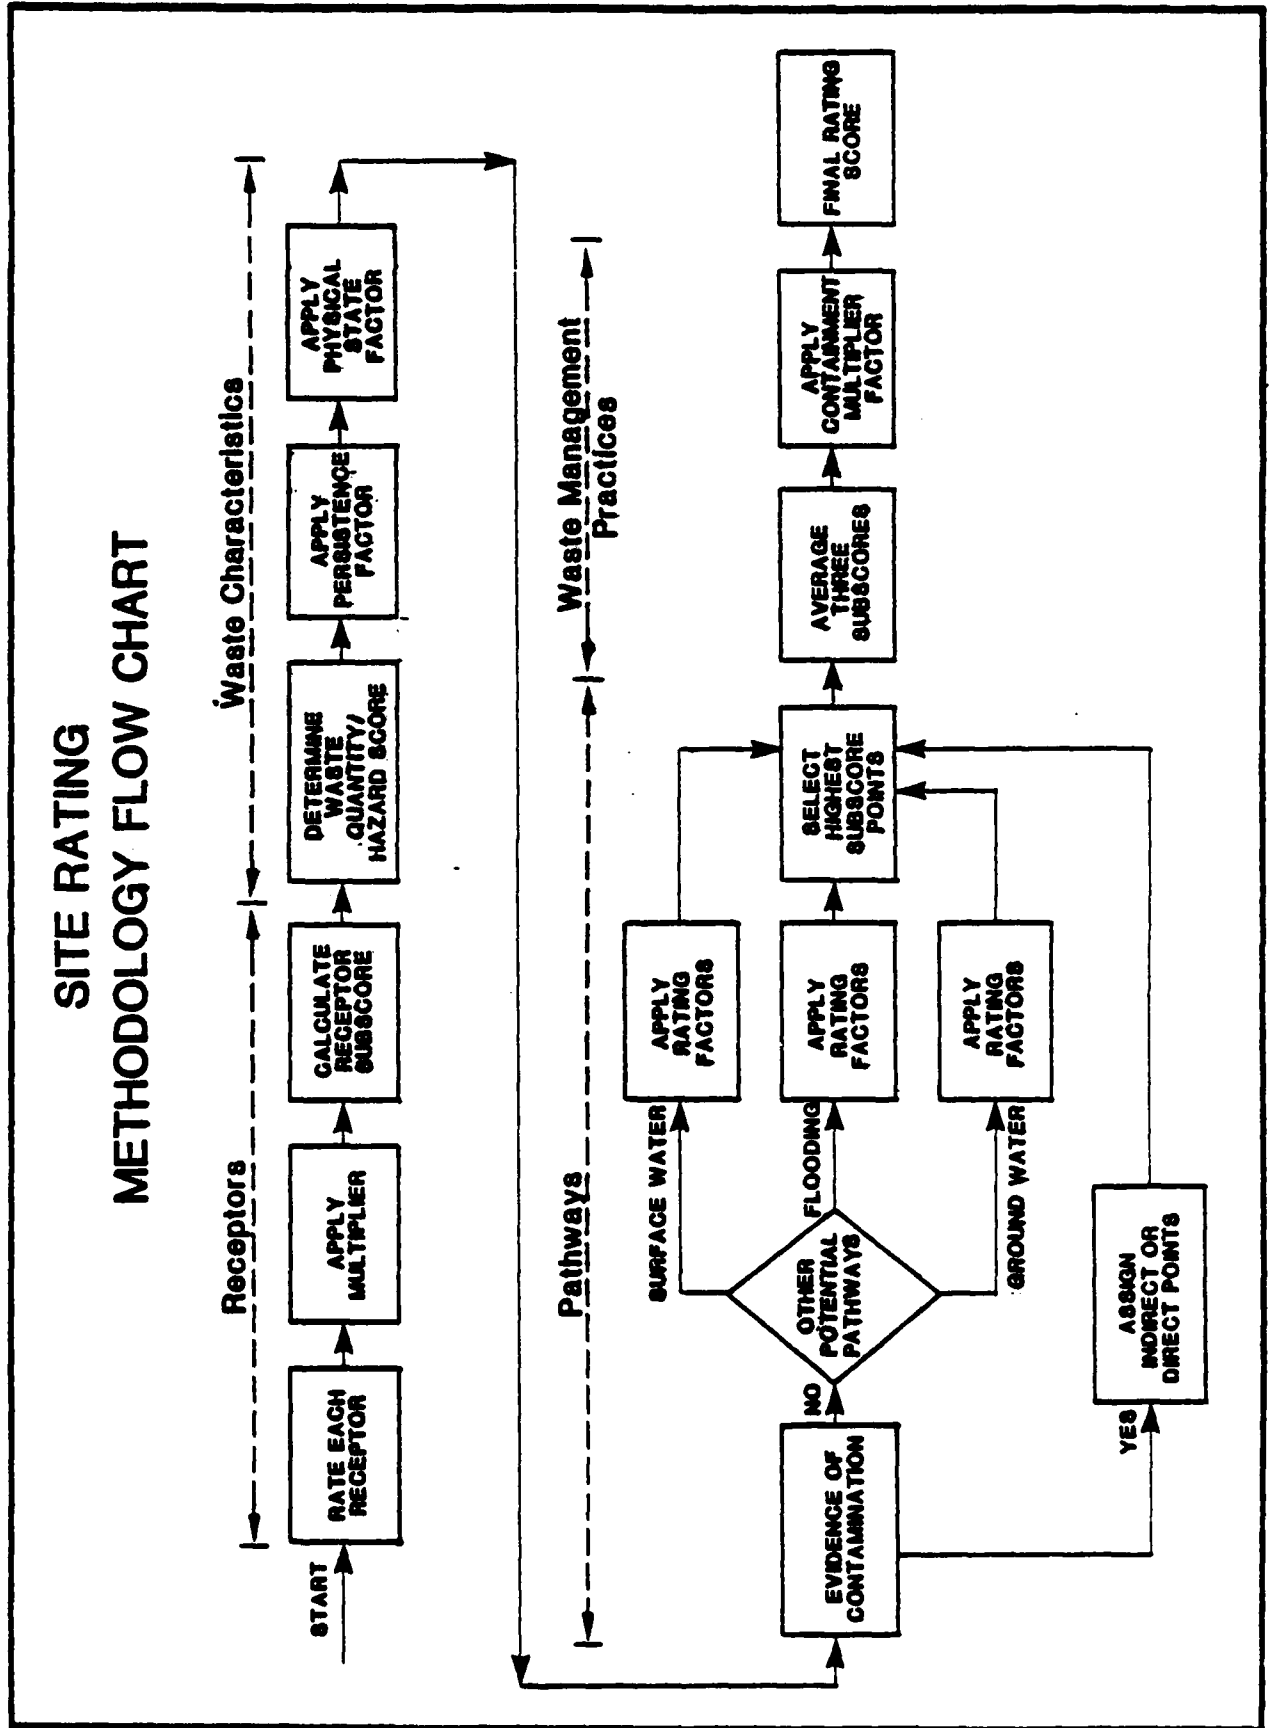 SITE RATING
METHODOLOGY FLOW CHART
Receptors
Waste Characteristics
START
RATE EACH
RECEPTOR
APPLY
MULTIPLIER
CALCULATE
RECEPTOR
SUBSCORE
DETERMINE
WASTE
QUANTITY/
HAZARD SCORE
APPLY
PERSISTENCE
FACTOR
APPLY
PHYSICAL
STATE
FACTOR
Pathways
Waste Management
Practices
EVIDENCE OF
CONTAMINATION
NO
YES
OTHER
POTENTIAL
PATHWAYS
SURFACE WATER
FLOODING
GROUND WATER
APPLY
RATING
FACTORS
APPLY
RATING
FACTORS
APPLY
RATING
FACTORS
ASSIGN
INDIRECT OR
DIRECT POINTS
SELECT
HIGHEST
SUBSCORE
POINTS
AVERAGE
THREE
SUBSCORES
APPLY
CONTAINMENT
MULTIPLIER
FACTOR
FINAL RATING
SCORE